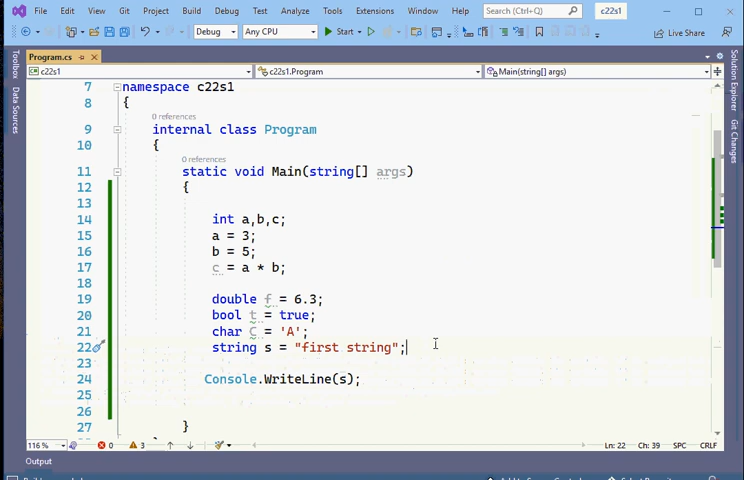 File Edit View Git Project Build Debug Test Analyze Tools
Extensions Window Help Search (Ctrl+Q) c22s1
Debug Any CPU Start Live Share
Program.cs
c22s1 c22s1.Program Main(string[] args)
Toolbox
Data Sources
Solution Explorer
Git Changes
7 namespace c22s1
8 {
0 references
9 internal class Program
10 {
0 references
11 static void Main(string[] args)
12 {
13
14 int a,b,c;
15 a = 3;
16 b = 5;
17 c = a * b;
18
19 double f = 6.3;
20 bool t = true;
21 char C = 'A';
22 string s = "first string";
23
24 Console.WriteLine(s);
25
26
27 }
116 % 0 3 Ln: 22 Ch: 39 SPC CRLF
Output